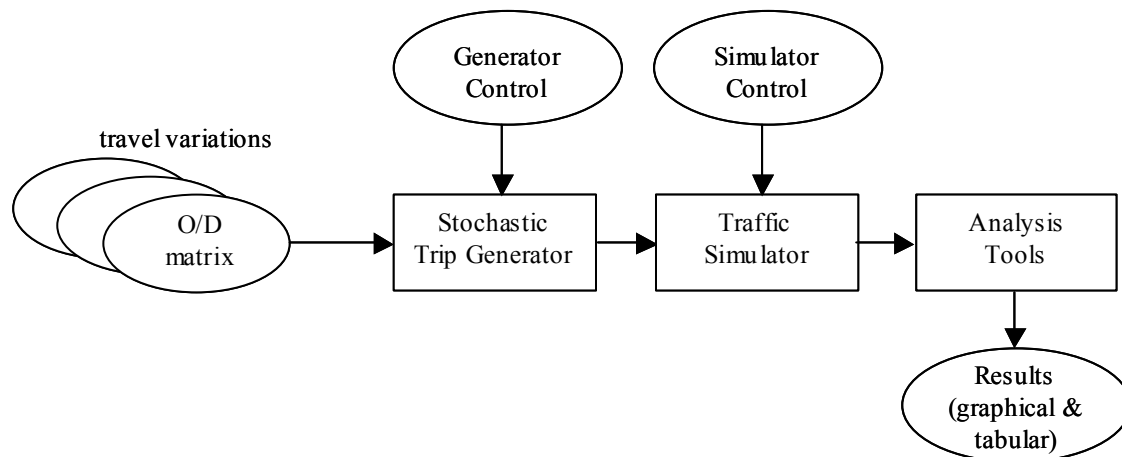 Generator
Control
Simulator
Control
travel variations
O/D
matrix
Stochastic
Trip Generator
Traffic
Simulator
Analysis
Tools
Results
(graphical &
tabular)